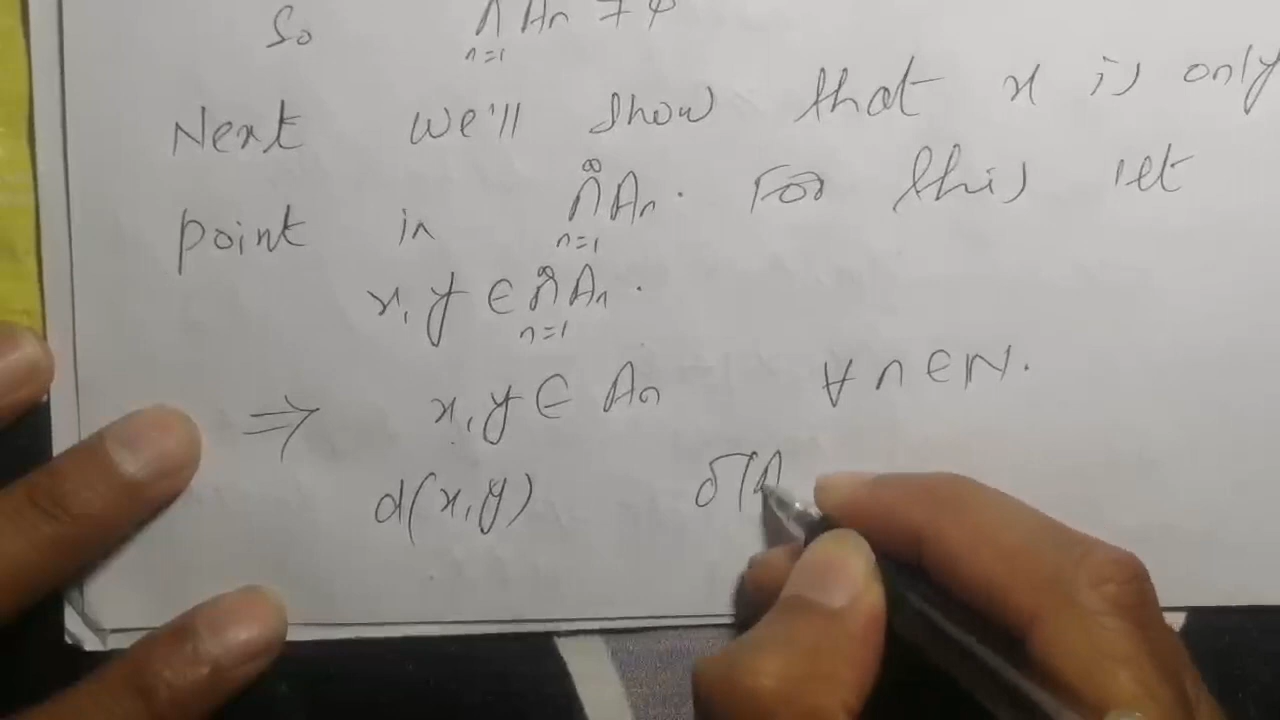 So ∩ An ≠ φ
n=1
Next we'll show that x is only
point in ∞∩n=1 An. For this let
x, y ∈ ∞∩n=1 An.
⇒ x, y ∈ An ∀ n ∈ N.
d(x, y) δ(A